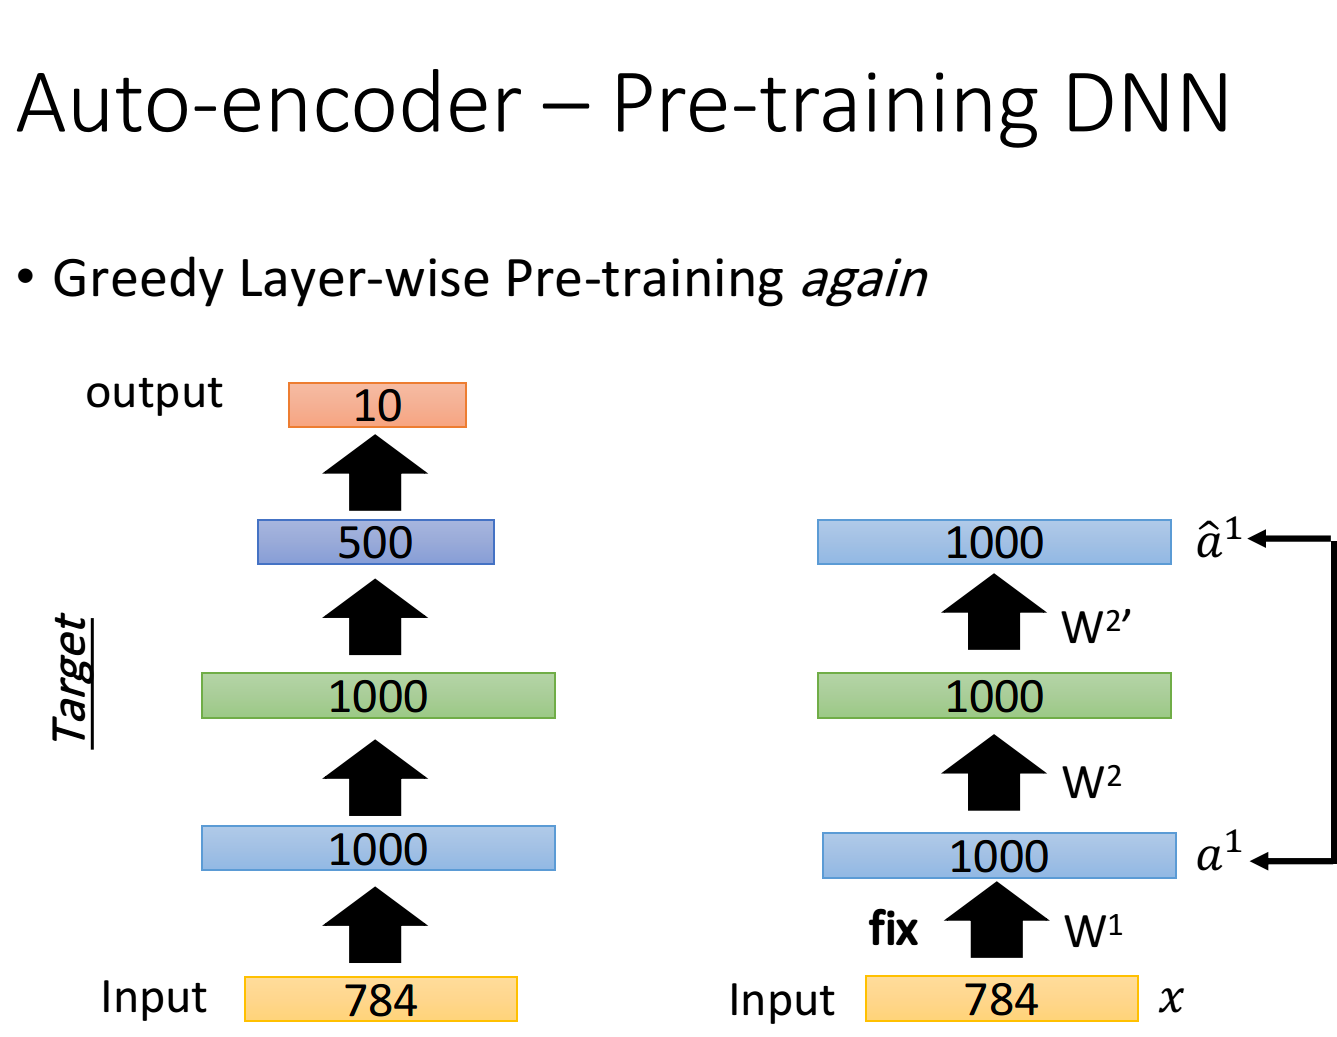 Auto-encoder – Pre-training DNN
• Greedy Layer-wise Pre-training again
output
10
500
Target
1000
1000
Input
784
1000
â¹
W²’
1000
W²
1000
a¹
fix
W¹
Input
784
x